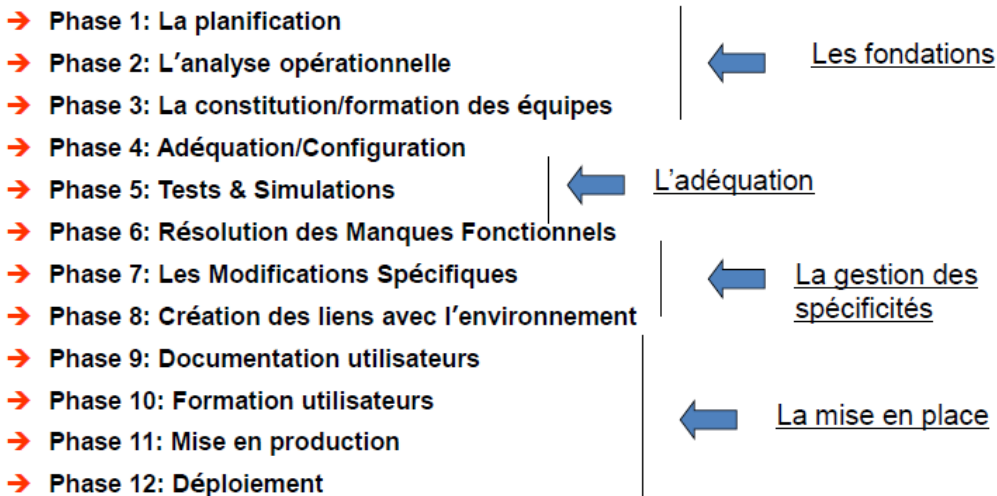 → Phase 1: La planification
→ Phase 2: L’analyse opérationnelle
→ Phase 3: La constitution/formation des équipes
Les fondations
→ Phase 4: Adéquation/Configuration
→ Phase 5: Tests & Simulations
→ Phase 6: Résolution des Manques Fonctionnels
L’adéquation
→ Phase 7: Les Modifications Spécifiques
→ Phase 8: Création des liens avec l’environnement
La gestion des
spécificités
→ Phase 9: Documentation utilisateurs
→ Phase 10: Formation utilisateurs
→ Phase 11: Mise en production
→ Phase 12: Déploiement
La mise en place